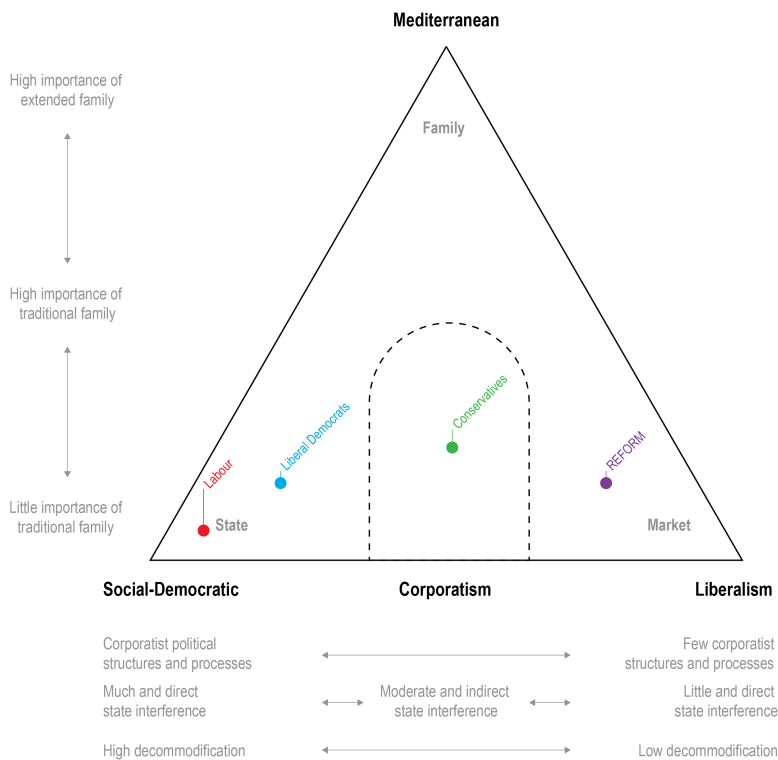 Mediterranean
High importance of
extended family
Family
High importance of
traditional family
Conservatives
Liberal Democrats
REFORM
Labour
Little importance of
traditional family
State
Market
Social-Democratic
Corporatism
Liberalism
Corporatist political
structures and processes
Few corporatist
structures and processes
Much and direct
state interference
Moderate and indirect
state interference
Little and direct
state interference
High decommodification
Low decommodification